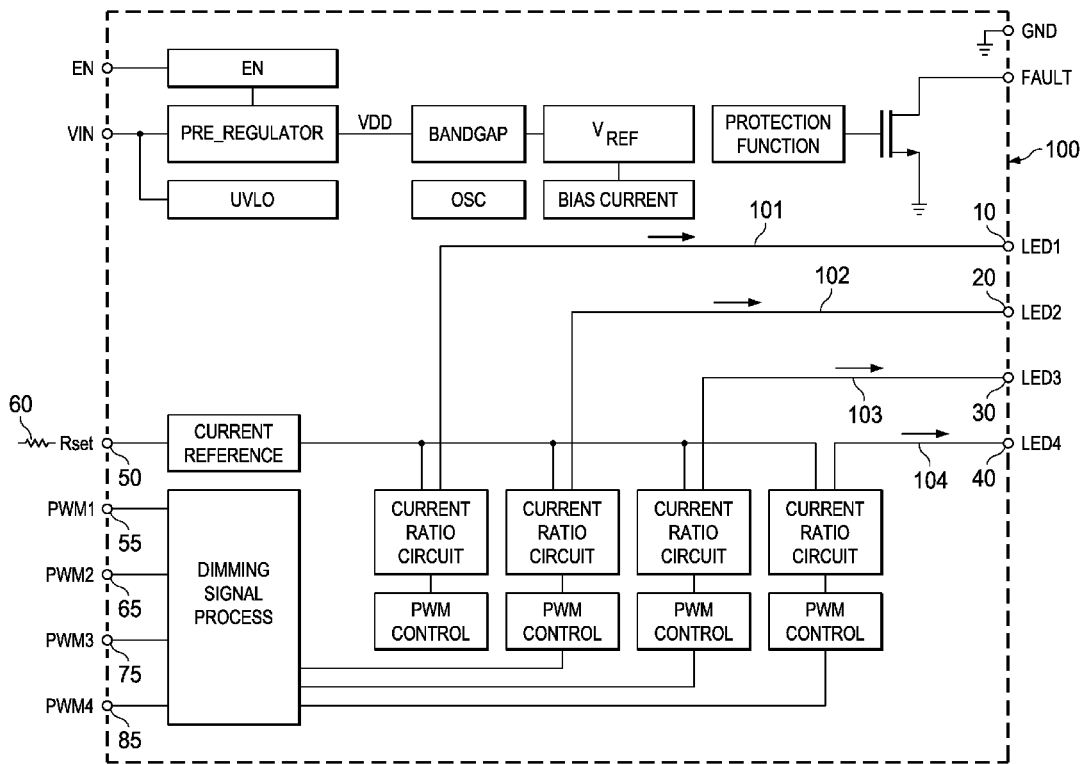 GND
EN
EN
FAULT
VIN
PRE_REGULATOR
VDD
BANDGAP
VREF
PROTECTION
FUNCTION
100
UVLO
OSC
BIAS CURRENT
101
10
LED1
102
20
LED2
103
LED3
30
60
Rset
50
CURRENT
REFERENCE
104
LED4
40
PWM1
55
PWM2
65
PWM3
75
PWM4
85
DIMMING
SIGNAL
PROCESS
CURRENT
RATIO
CIRCUIT
CURRENT
RATIO
CIRCUIT
CURRENT
RATIO
CIRCUIT
CURRENT
RATIO
CIRCUIT
PWM
CONTROL
PWM
CONTROL
PWM
CONTROL
PWM
CONTROL